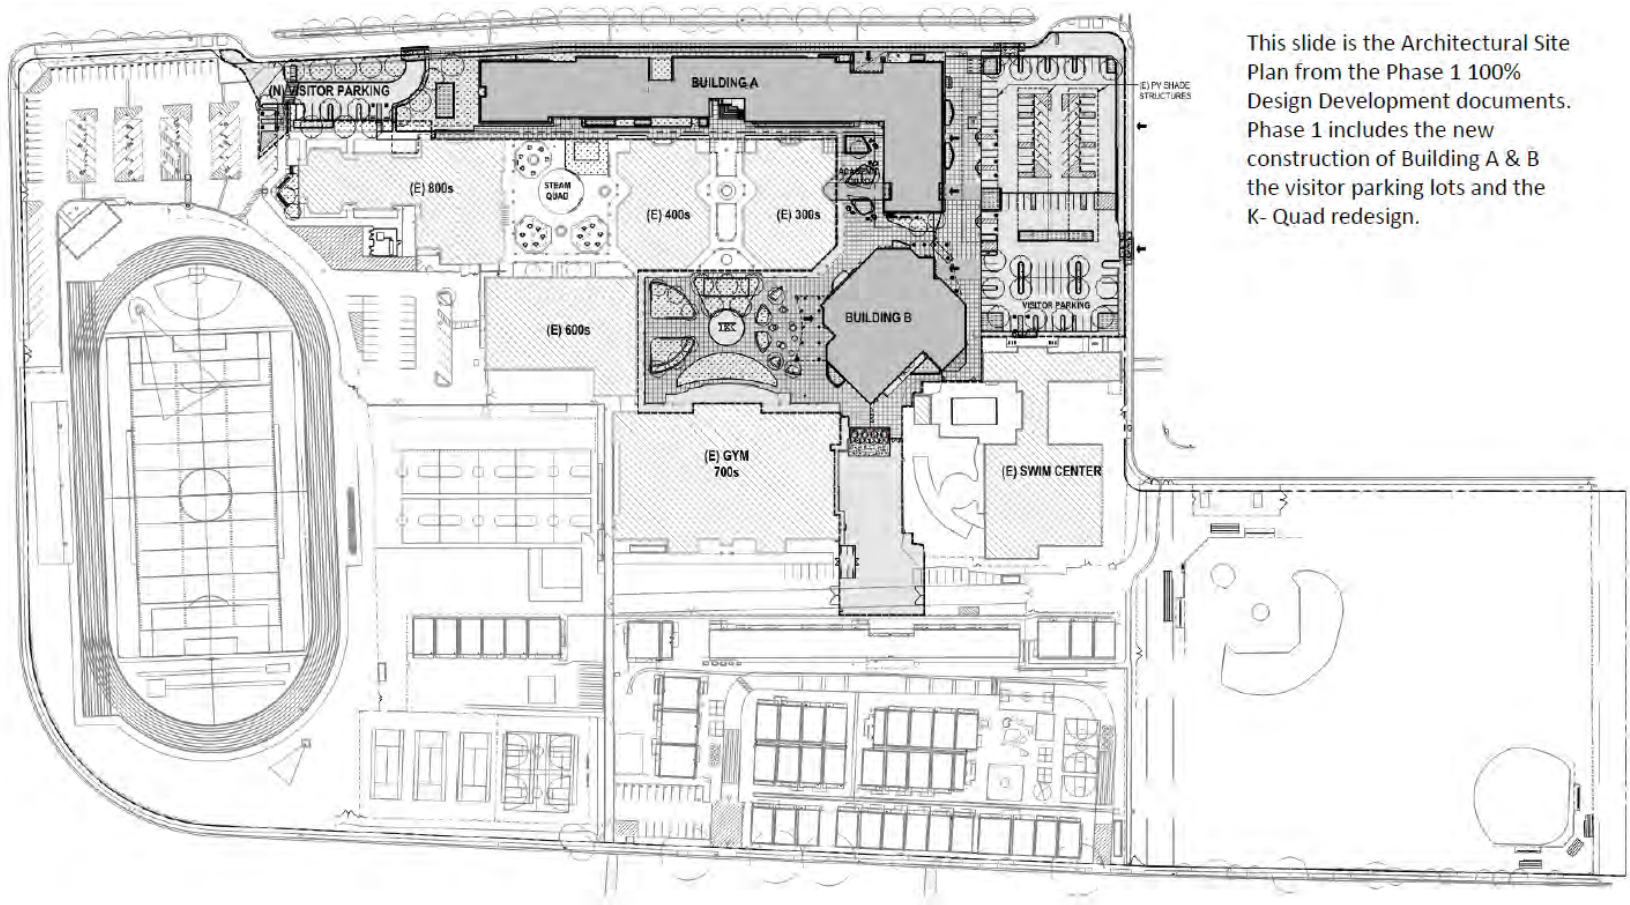 This slide is the Architectural Site
Plan from the Phase 1 100%
Design Development documents.
Phase 1 includes the new
construction of Building A & B
the visitor parking lots and the
K- Quad redesign.
(N) VISITOR PARKING
BUILDING A
(E) PV SHADE
STRUCTURES
(E) 800s
STEAM
QUAD
(E) 400s
(E) 300s
(E) 600s
BUILDING B
VISITOR PARKING
(E) GYM
700s
(E) SWIM CENTER